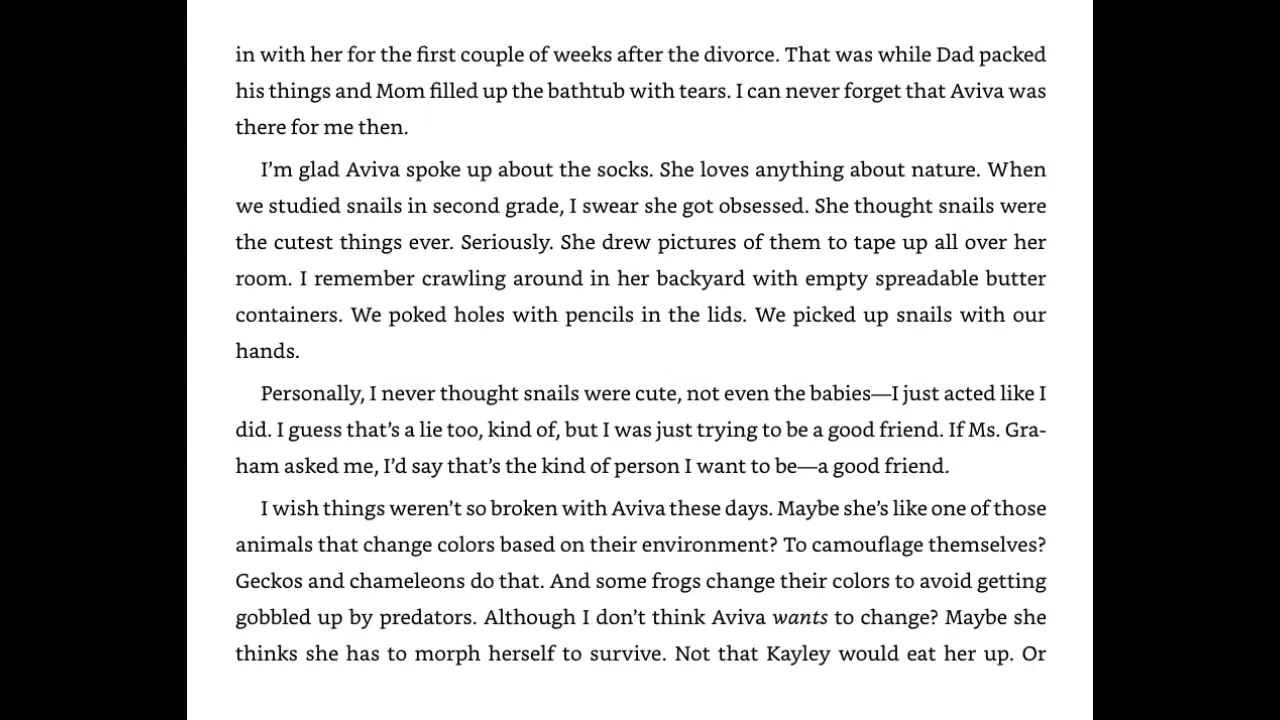 in with her for the first couple of weeks after the divorce. That was while Dad packed
his things and Mom filled up the bathtub with tears. I can never forget that Aviva was
there for me then.
I’m glad Aviva spoke up about the socks. She loves anything about nature. When
we studied snails in second grade, I swear she got obsessed. She thought snails were
the cutest things ever. Seriously. She drew pictures of them to tape up all over her
room. I remember crawling around in her backyard with empty spreadable butter
containers. We poked holes with pencils in the lids. We picked up snails with our
hands.
Personally, I never thought snails were cute, not even the babies—I just acted like I
did. I guess that’s a lie too, kind of, but I was just trying to be a good friend. If Ms. Gra-
ham asked me, I’d say that’s the kind of person I want to be—a good friend.
I wish things weren’t so broken with Aviva these days. Maybe she’s like one of those
animals that change colors based on their environment? To camouflage themselves?
Geckos and chameleons do that. And some frogs change their colors to avoid getting
gobbled up by predators. Although I don’t think Aviva wants to change? Maybe she
thinks she has to morph herself to survive. Not that Kayley would eat her up. Or